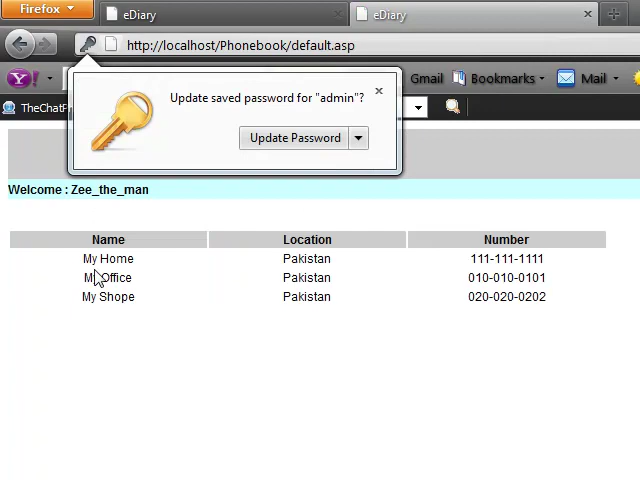 Firefox
eDiary
eDiary
http://localhost/Phonebook/default.asp
Y!
Gmail
Bookmarks
Mail
Update saved password for "admin"?
Update Password
Welcome : Zee_the_man
Name Location Number
My Home Pakistan 111-111-1111
My Office Pakistan 010-010-0101
My Shope Pakistan 020-020-0202